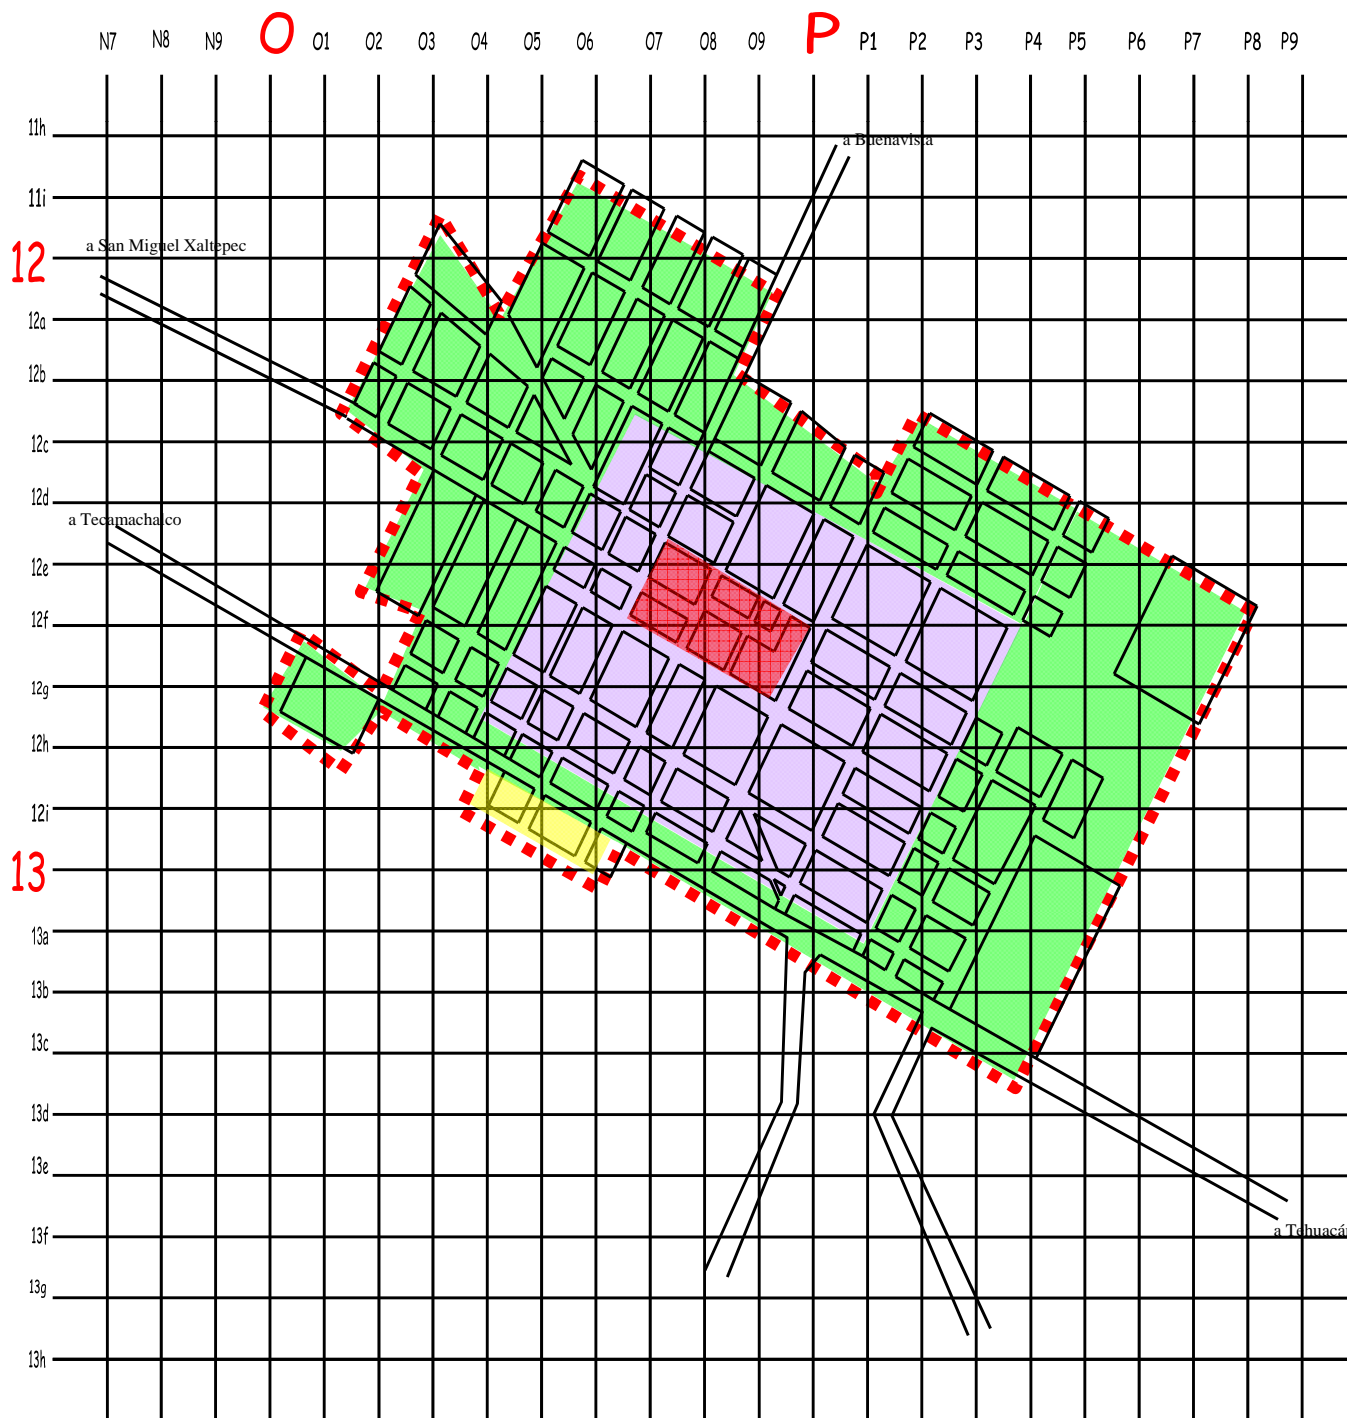 N7 N8 N9 O O1 O2 O3 O4 O5 O6 O7 O8 O9 P P1 P2 P3 P4 P5 P6 P7 P8 P9
11h
a Buenavista
11i
a San Miguel Xaltepec
12
12a
12b
12c
12d
a Tecamachalco
12e
12f
12g
12h
12i
13
13a
13b
13c
13d
13e
13f
a Tehuacá
13g
13h